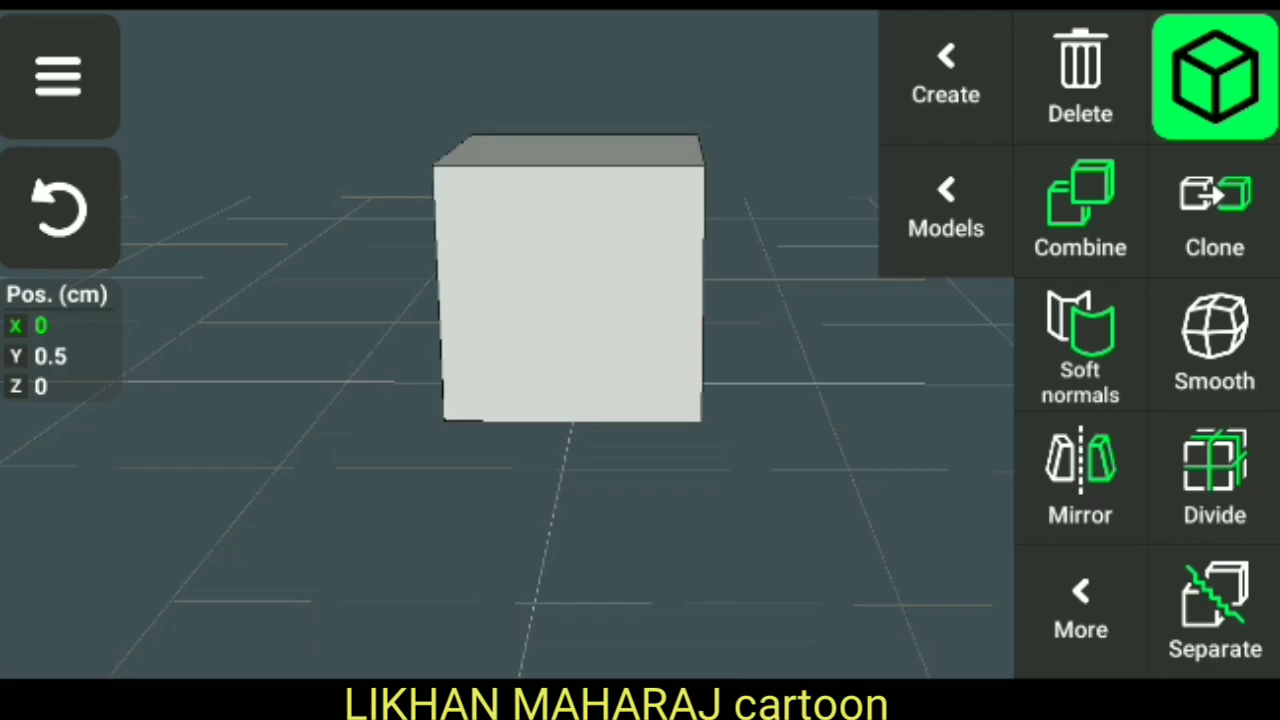 Create
Delete
Models
Combine
Clone
Pos. (cm)
X 0
Y 0.5
Z 0
Soft
normals
Smooth
Mirror
Divide
More
Separate
LIKHAN MAHARAJ cartoon